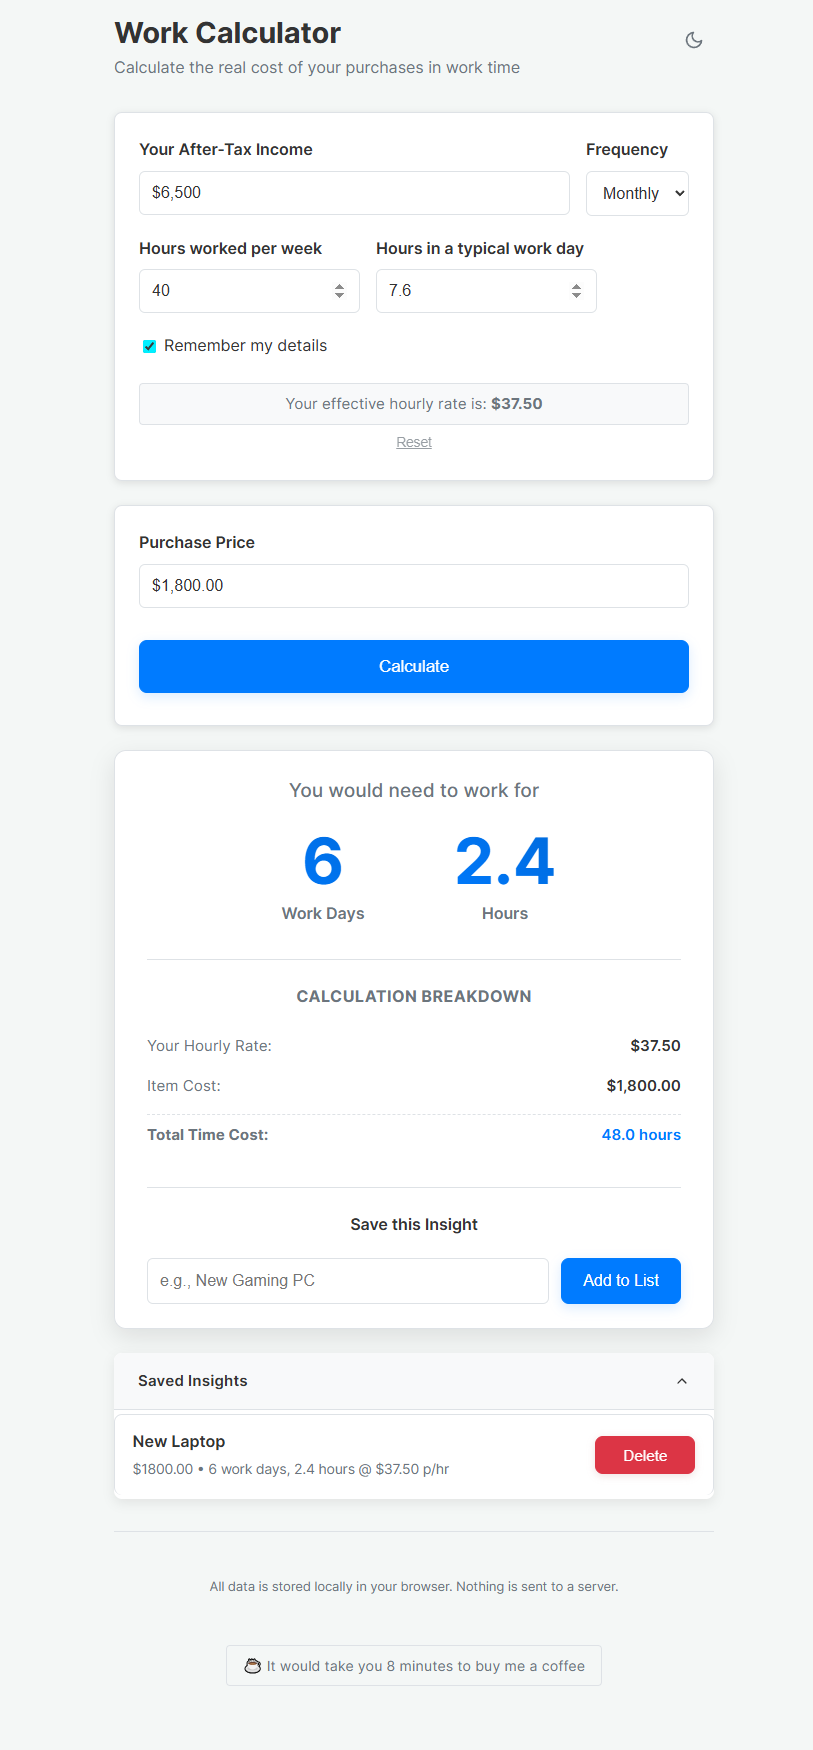 Work Calculator
Calculate the real cost of your purchases in work time
Your After-Tax Income
Frequency
$6,500
Monthly
Hours worked per week
Hours in a typical work day
40
7.6
Remember my details
Your effective hourly rate is: $37.50
Reset
Purchase Price
$1,800.00
Calculate
You would need to work for
6
2.4
Work Days
Hours
CALCULATION BREAKDOWN
Your Hourly Rate:
$37.50
Item Cost:
$1,800.00
Total Time Cost:
48.0 hours
Save this Insight
e.g., New Gaming PC
Add to List
Saved Insights
New Laptop
$1800.00 • 6 work days, 2.4 hours @ $37.50 p/hr
Delete
All data is stored locally in your browser. Nothing is sent to a server.
It would take you 8 minutes to buy me a coffee